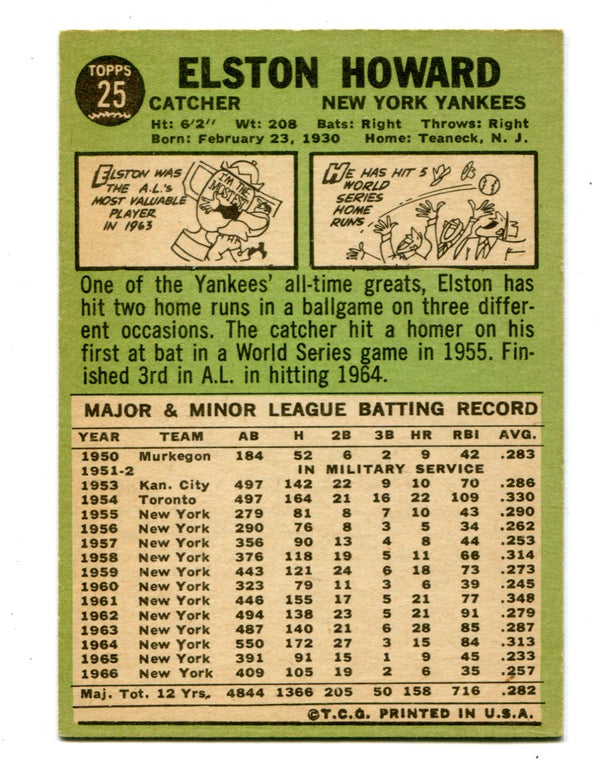 TOPPS
25
ELSTON HOWARD
CATCHER NEW YORK YANKEES
Ht: 6'2" Wt: 208 Bats: Right Throws: Right
Born: February 23, 1930 Home: Teaneck, N. J.
ELSTON WAS
THE A.L.'S
MOST VALUABLE
PLAYER
IN 1963
I'M THE
MOSTEST
HE HAS HIT 5
WORLD
SERIES
HOME
RUNS
One of the Yankees' all-time greats, Elston has
hit two home runs in a ballgame on three differ-
ent occasions. The catcher hit a homer on his
first at bat in a World Series game in 1955. Fin-
ished 3rd in A.L. in hitting 1964.
MAJOR & MINOR LEAGUE BATTING RECORD
YEAR TEAM AB H 2B 3B HR RBI AVG.
1950 Murkegon 184 52 6 2 9 42 .283
1951-2 IN MILITARY SERVICE
1953 Kan. City 497 142 22 9 10 70 .286
1954 Toronto 497 164 21 16 22 109 .330
1955 New York 279 81 8 7 10 43 .290
1956 New York 290 76 8 3 5 34 .262
1957 New York 356 90 13 4 8 44 .253
1958 New York 376 118 19 5 11 66 .314
1959 New York 443 121 24 6 18 73 .273
1960 New York 323 79 11 3 6 39 .245
1961 New York 446 155 17 5 21 77 .348
1962 New York 494 138 23 5 21 91 .279
1963 New York 487 140 21 6 28 85 .287
1964 New York 550 172 27 3 15 84 .313
1965 New York 391 91 15 1 9 45 .233
1966 New York 409 105 19 2 6 35 .257
Maj. Tot. 12 Yrs. 4844 1366 205 50 158 716 .282
©T.C.G. PRINTED IN U.S.A.